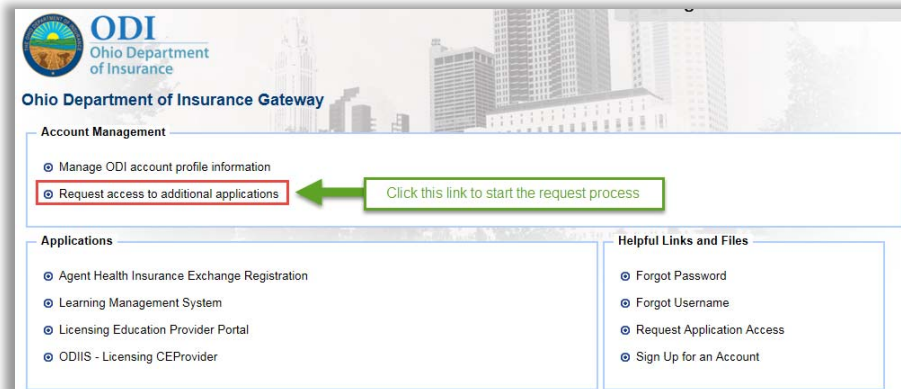 ODI
Ohio Department
of Insurance
Ohio Department of Insurance Gateway
Account Management
Manage ODI account profile information
Request access to additional applications
Click this link to start the request process
Applications
Agent Health Insurance Exchange Registration
Learning Management System
Licensing Education Provider Portal
ODIIS - Licensing CEProvider
Helpful Links and Files
Forgot Password
Forgot Username
Request Application Access
Sign Up for an Account